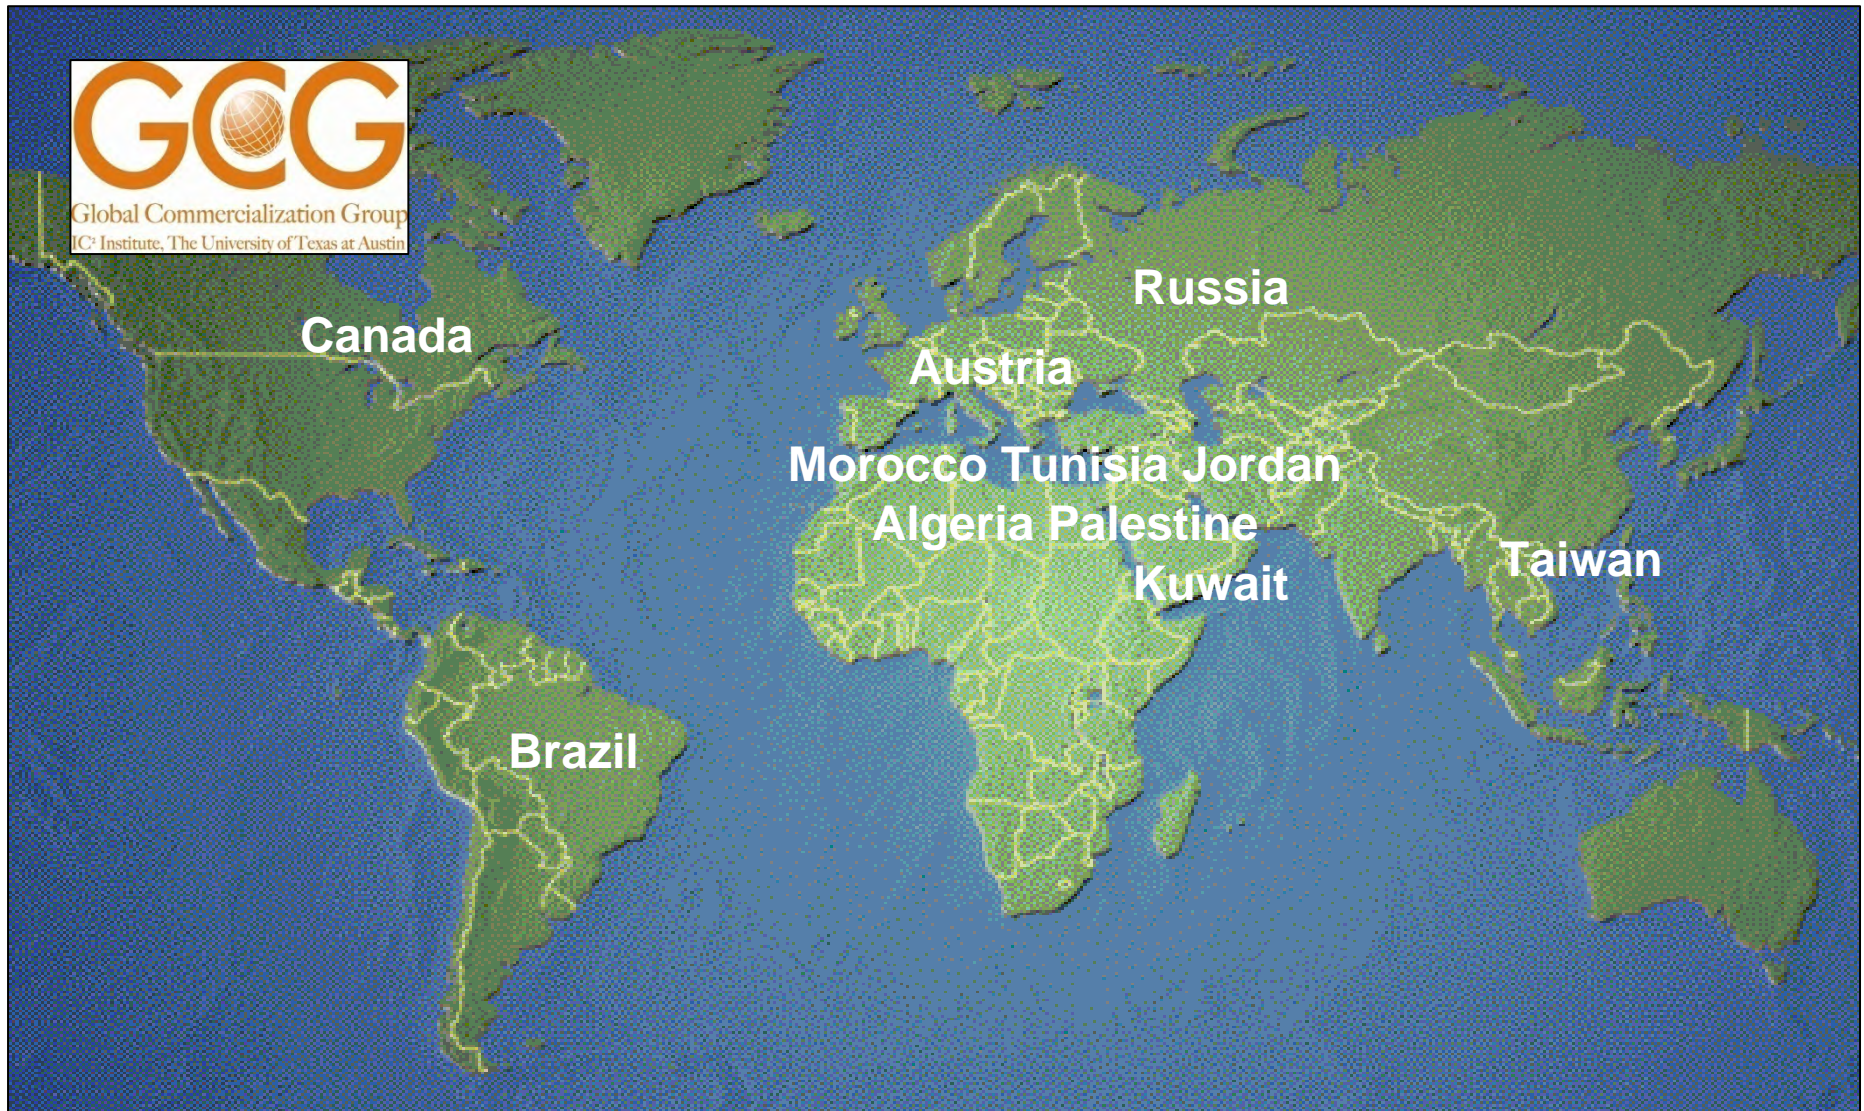 GCG
Global Commercialization Group
IC² Institute, The University of Texas at Austin
Russia
Canada
Austria
Morocco Tunisia Jordan
Algeria Palestine
Taiwan
Kuwait
Brazil